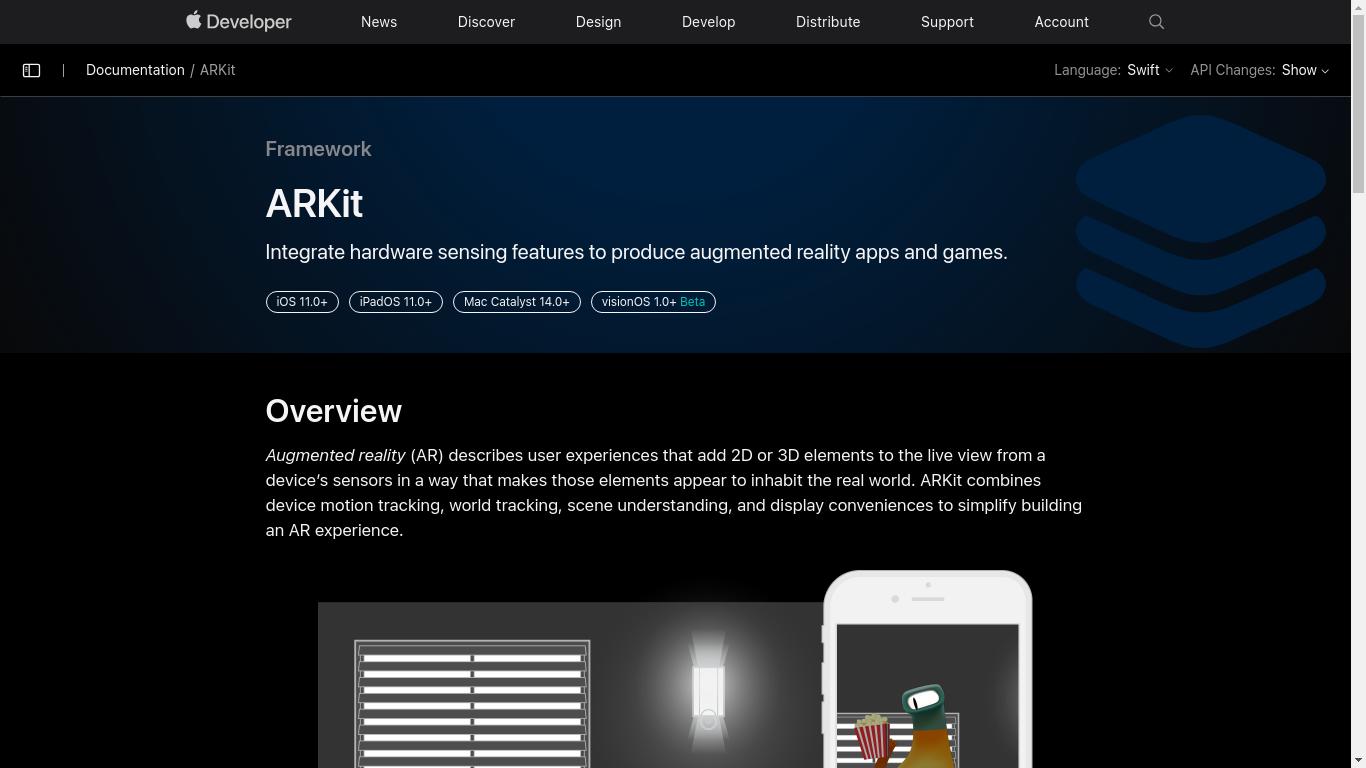 Developer
News
Discover
Design
Develop
Distribute
Support
Account
Documentation / ARKit
Language: Swift
API Changes: Show
Framework
ARKit
Integrate hardware sensing features to produce augmented reality apps and games.
iOS 11.0+
iPadOS 11.0+
Mac Catalyst 14.0+
visionOS 1.0+ Beta
Overview
Augmented reality (AR) describes user experiences that add 2D or 3D elements to the live view from a
device’s sensors in a way that makes those elements appear to inhabit the real world. ARKit combines
device motion tracking, world tracking, scene understanding, and display conveniences to simplify building
an AR experience.